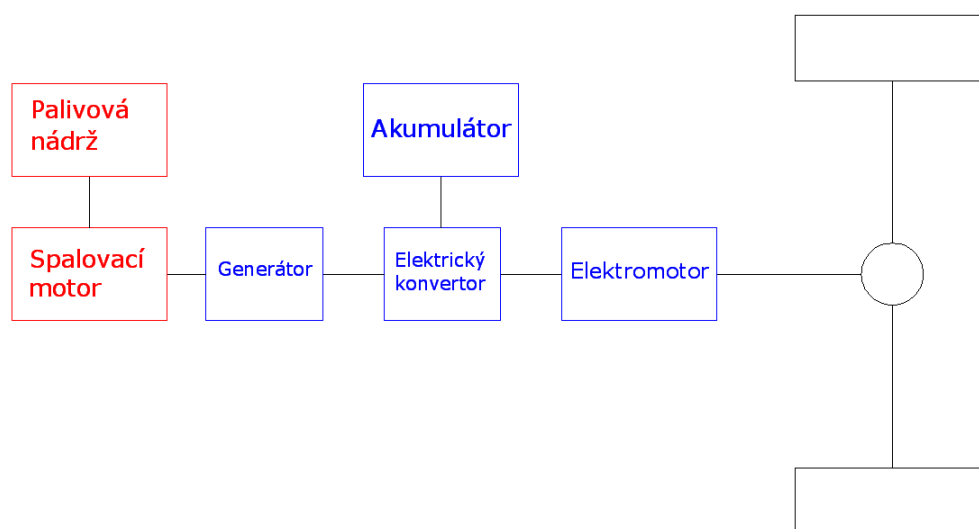 Palivová
nádrž
Akumulátor
Spalovací
motor
Generátor
Elektrický
konvertor
Elektromotor